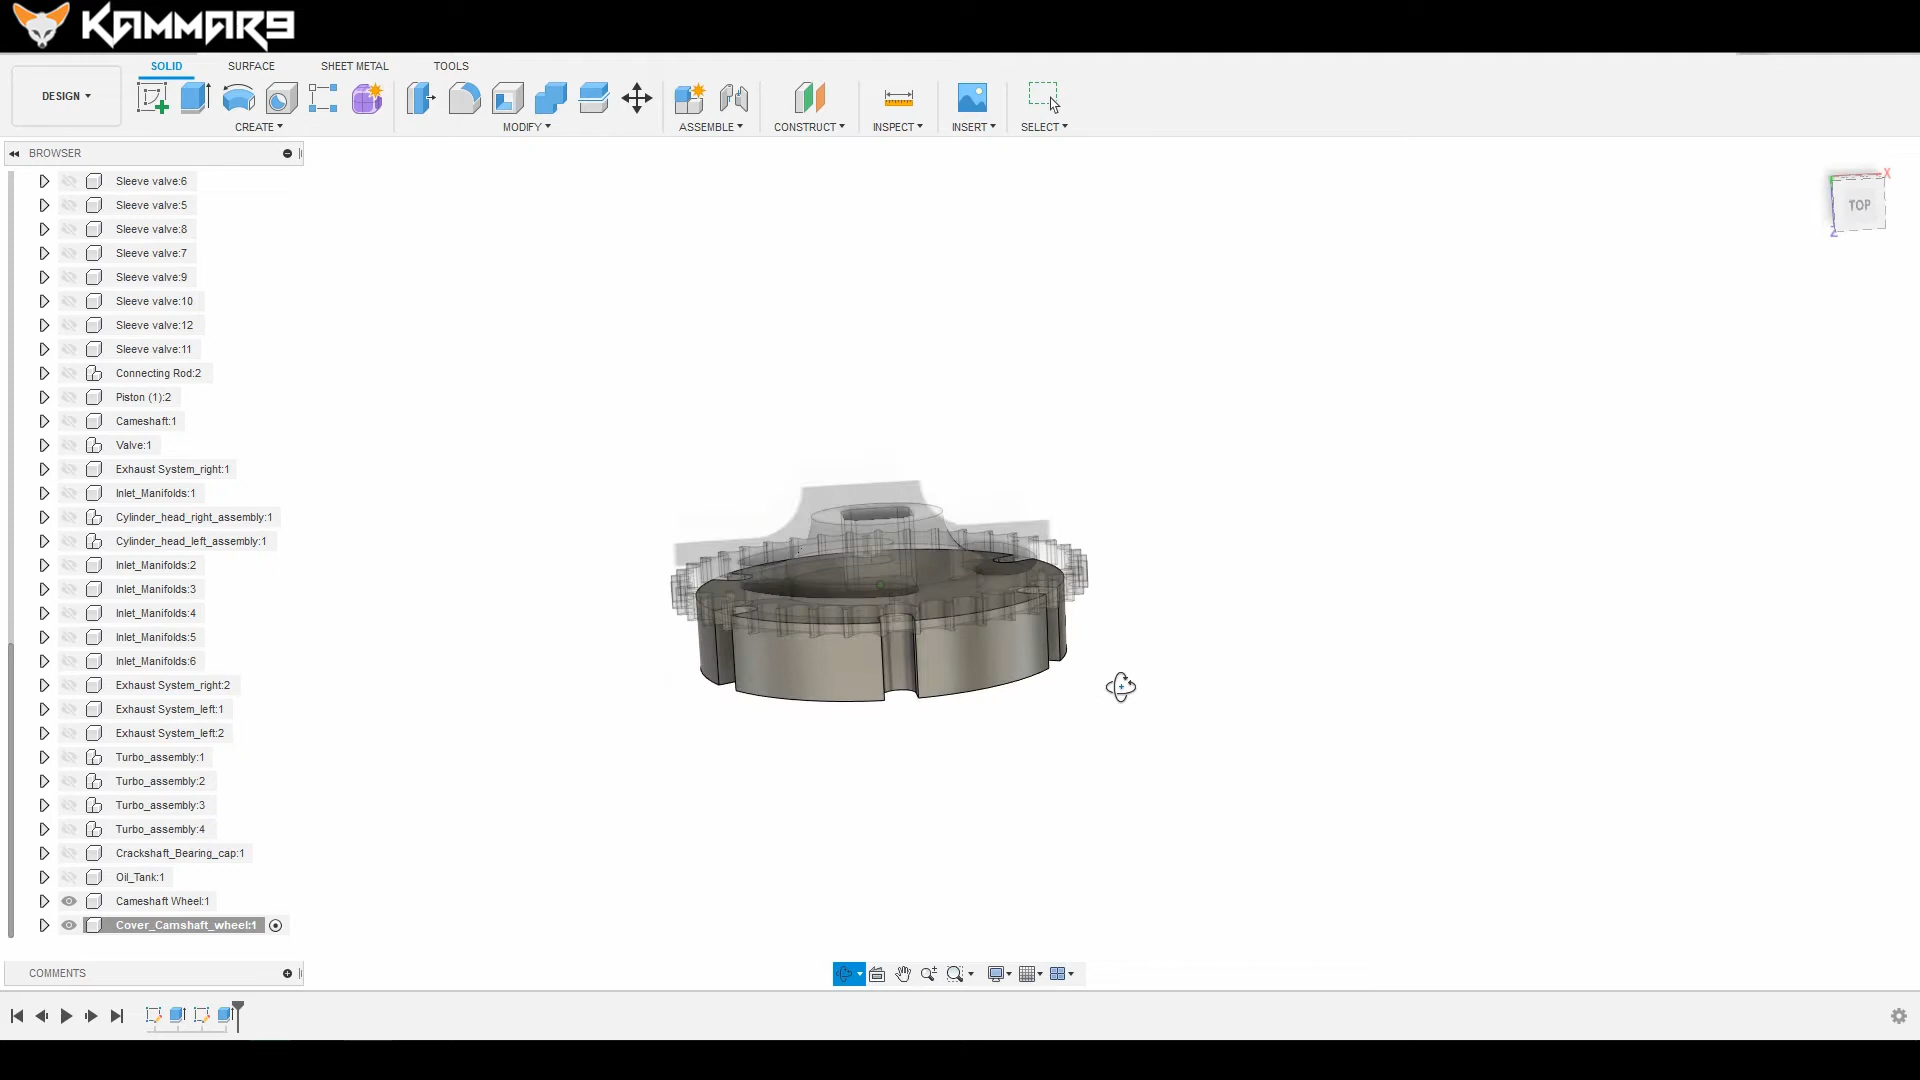 KAMMAR9
SOLID
SURFACE
SHEET METAL
TOOLS
DESIGN
CREATE
MODIFY
ASSEMBLE
CONSTRUCT
INSPECT
INSERT
SELECT
BROWSER
Sleeve valve:6
Sleeve valve:5
Sleeve valve:8
Sleeve valve:7
Sleeve valve:9
Sleeve valve:10
Sleeve valve:12
Sleeve valve:11
Connecting Rod:2
Piston (1):2
Cameshaft:1
Valve:1
Exhaust System_right:1
Inlet_Manifolds:1
Cylinder_head_right_assembly:1
Cylinder_head_left_assembly:1
Inlet_Manifolds:2
Inlet_Manifolds:3
Inlet_Manifolds:4
Inlet_Manifolds:5
Inlet_Manifolds:6
Exhaust System_right:2
Exhaust System_left:1
Exhaust System_left:2
Turbo_assembly:1
Turbo_assembly:2
Turbo_assembly:3
Turbo_assembly:4
Crackshaft_Bearing_cap:1
Oil_Tank:1
Cameshaft Wheel:1
Cover_Camshaft_wheel:1
X
TOP
Z
COMMENTS